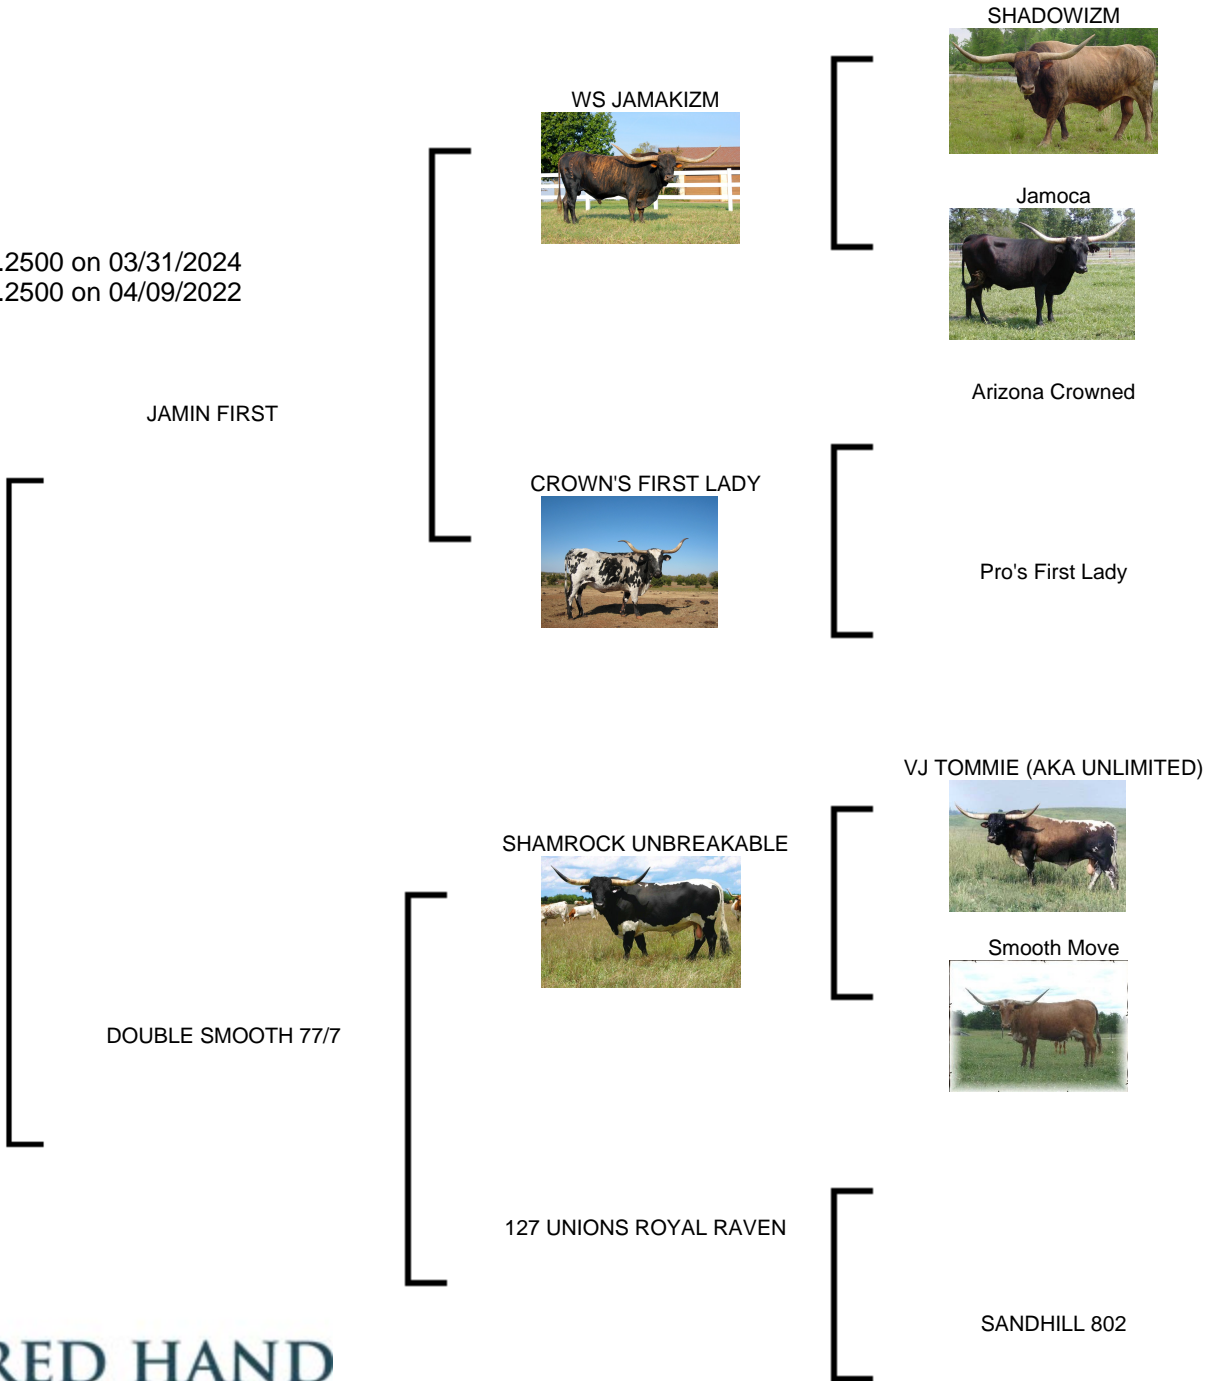 SHADOWIZM
WS JAMAKIZM
Jamoca
.2500 on 03/31/2024
.2500 on 04/09/2022
Arizona Crowned
JAMIN FIRST
CROWN'S FIRST LADY
Pro's First Lady
VJ TOMMIE (AKA UNLIMITED)
SHAMROCK UNBREAKABLE
Smooth Move
DOUBLE SMOOTH 77/7
127 UNIONS ROYAL RAVEN
SANDHILL 802
RED HAND